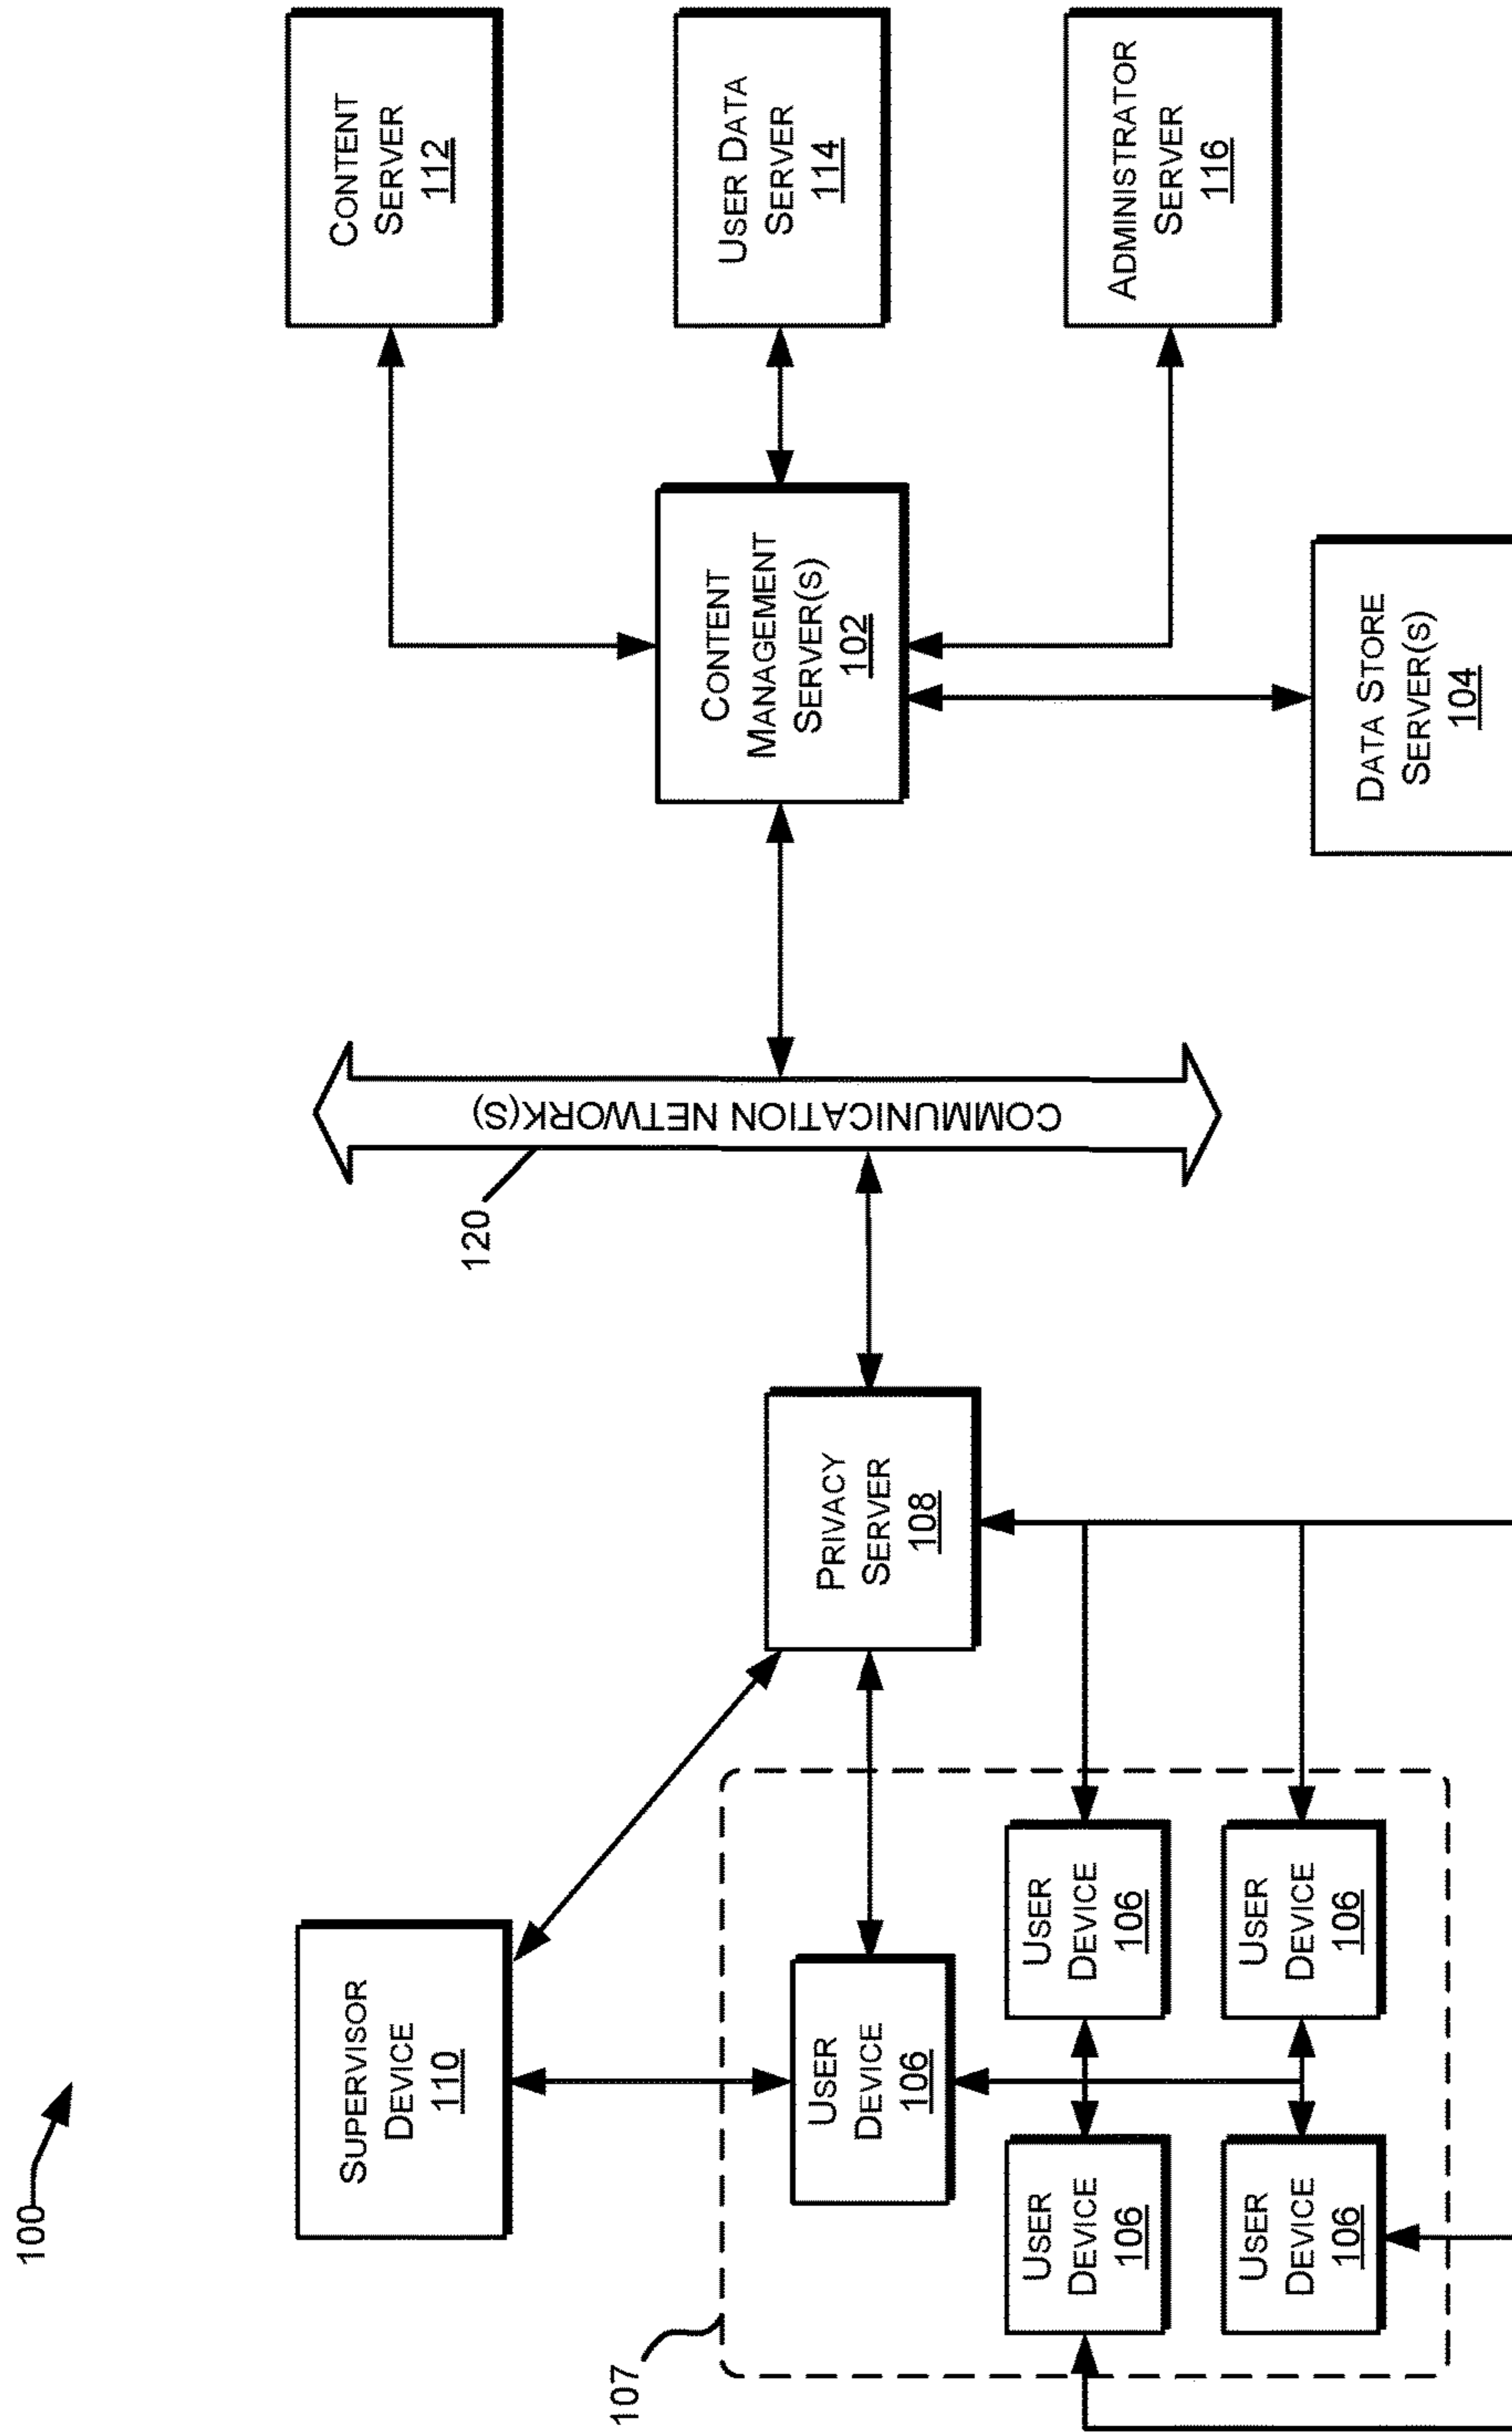 100
SUPERVISOR
DEVICE
110
107
USER
DEVICE
106
USER
DEVICE
106
USER
DEVICE
106
USER
DEVICE
106
USER
DEVICE
106
PRIVACY
SERVER
108
120
COMMUNICATION NETWORK(S)
CONTENT
MANAGEMENT
SERVER(S)
102
DATA STORE
SERVER(S)
104
CONTENT
SERVER
112
USER DATA
SERVER
114
ADMINISTRATOR
SERVER
116